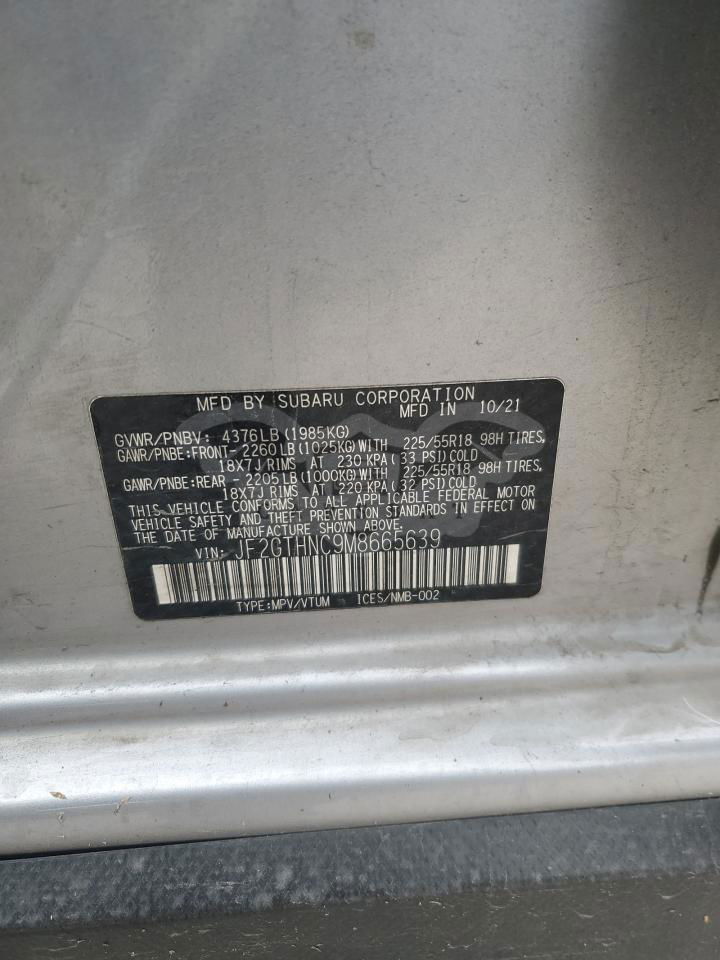 MFD BY SUBARU CORPORATION
MFD IN 10/21
GVWR/PNBV: 4376LB(1985KG)
GAWR/PNBE:FRONT- 2260LB(1025KG)WITH 225/55R18 98H TIRES,
18X7J RIMS AT 230 KPA(33 PSI)COLD
GAWR/PNBE:REAR - 2205LB(1000KG)WITH 225/55R18 98H TIRES,
18X7J RIMS AT 220 KPA(32 PSI)COLD
THIS VEHICLE CONFORMS TO ALL APPLICABLE FEDERAL MOTOR
VEHICLE SAFETY AND THEFT PREVENTION STANDARDS IN EFFECT ON
THE DATE OF MANUFACTURE SHOWN ABOVE.
VIN: JF2GTHNC9M8665639
TYPE:MPV/VTUM ICES/NMB-002